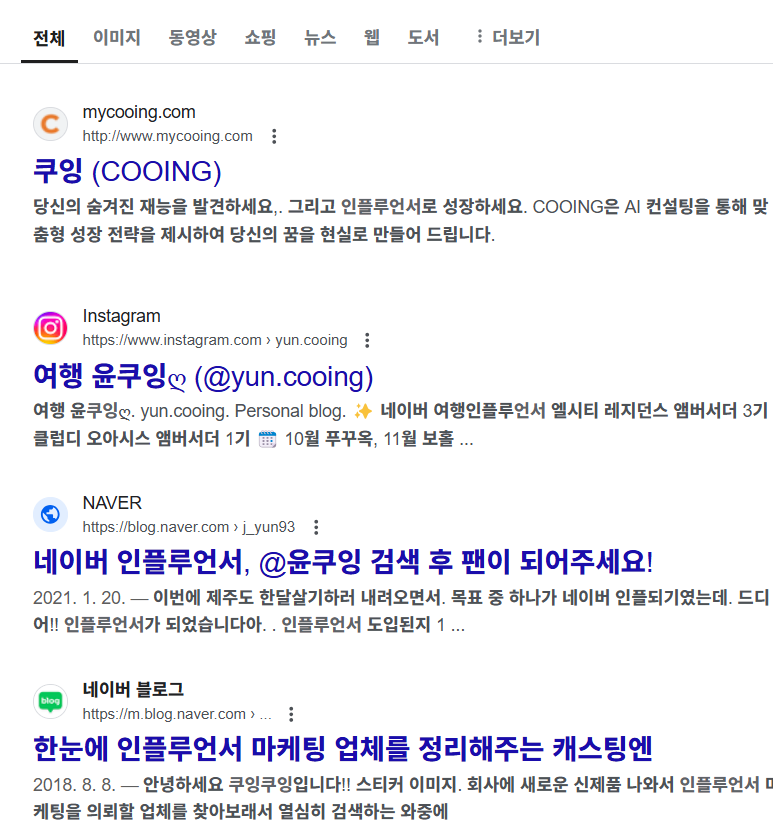 전체 이미지 동영상 쇼핑 뉴스 웹 도서 ⋮ 더보기
mycooing.com
http://www.mycooing.com
쿠잉 (COOING)
당신의 숨겨진 재능을 발견하세요,. 그리고 인플루언서로 성장하세요. COOING은 AI 컨설팅을 통해 맞
춤형 성장 전략을 제시하여 당신의 꿈을 현실로 만들어 드립니다.
Instagram
https://www.instagram.com › yun.cooing
여행 윤쿠잉ღ (@yun.cooing)
여행 윤쿠잉ღ. yun.cooing. Personal blog. ✨ 네이버 여행인플루언서 엘시티 레지던스 앰버서더 3기
클럽디 오아시스 앰버서더 1기 🗓️ 10월 푸꾸옥, 11월 보홀 ...
NAVER
https://blog.naver.com › j_yun93
네이버 인플루언서, @윤쿠잉 검색 후 팬이 되어주세요!
2021. 1. 20. — 이번에 제주도 한달살기하러 내려오면서. 목표 중 하나가 네이버 인플되기였는데. 드디
어!! 인플루언서가 되었습니다아. . 인플루언서 도입된지 1 ...
blog
네이버 블로그
https://m.blog.naver.com › ...
한눈에 인플루언서 마케팅 업체를 정리해주는 캐스팅엔
2018. 8. 8. — 안녕하세요 쿠잉쿠잉입니다!! 스티커 이미지. 회사에 새로운 신제품 나와서 인플루언서
케팅을 의뢰할 업체를 찾아보래서 열심히 검색하는 와중에